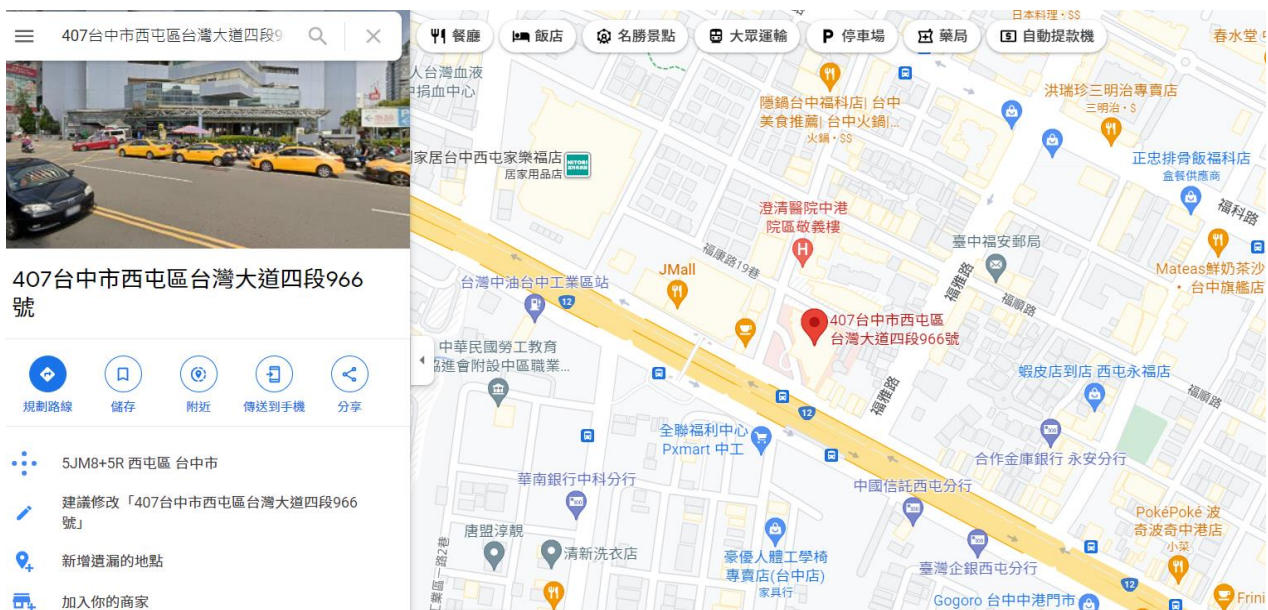 407台中市西屯區台灣大道四段9
407台中市西屯區台灣大道四段966
號
規劃路線
儲存
附近
傳送到手機
分享
5JM8+5R 西屯區 台中市
建議修改「407台中市西屯區台灣大道四段966
號」
新增遺漏的地點
加入你的商家
餐廳
飯店
名勝景點
大眾運輸
P 停車場
藥局
自動提款機
日本料理·$$
春水堂
人台灣血液
捐血中心
隱鍋台中福科店| 台中
美食推薦| 台中火鍋|...
火鍋·$$
洪瑞珍三明治專賣店
三明治·$
家居台中西屯家樂福店
居家用品店
NITORI
正忠排骨飯福科店
盒餐供應商
福科路
澄清醫院中港
院區敬義樓
H
福康路19巷
臺中福安郵局
JMall
福雅路
Mateas鮮奶茶沙
·台中旗艦店
台灣中油台中工業區站
12
福順路
407台中市西屯區
台灣大道四段966號
中華民國勞工教育
進會附設中區職業...
蝦皮店到店 西屯永福店
福雅路
福順路
12
全聯福利中心
Pxmart 中工
合作金庫銀行 永安分行
華南銀行中科分行
中國信託西屯分行
PokéPoké 波
奇波奇中港店
小菜
唐盟淳靚
清新洗衣店
工業區一路2巷
豪優人體工學椅
專賣店(台中店)
家具行
臺灣企銀西屯分行
12
Gogoro 台中中港門市
Frini